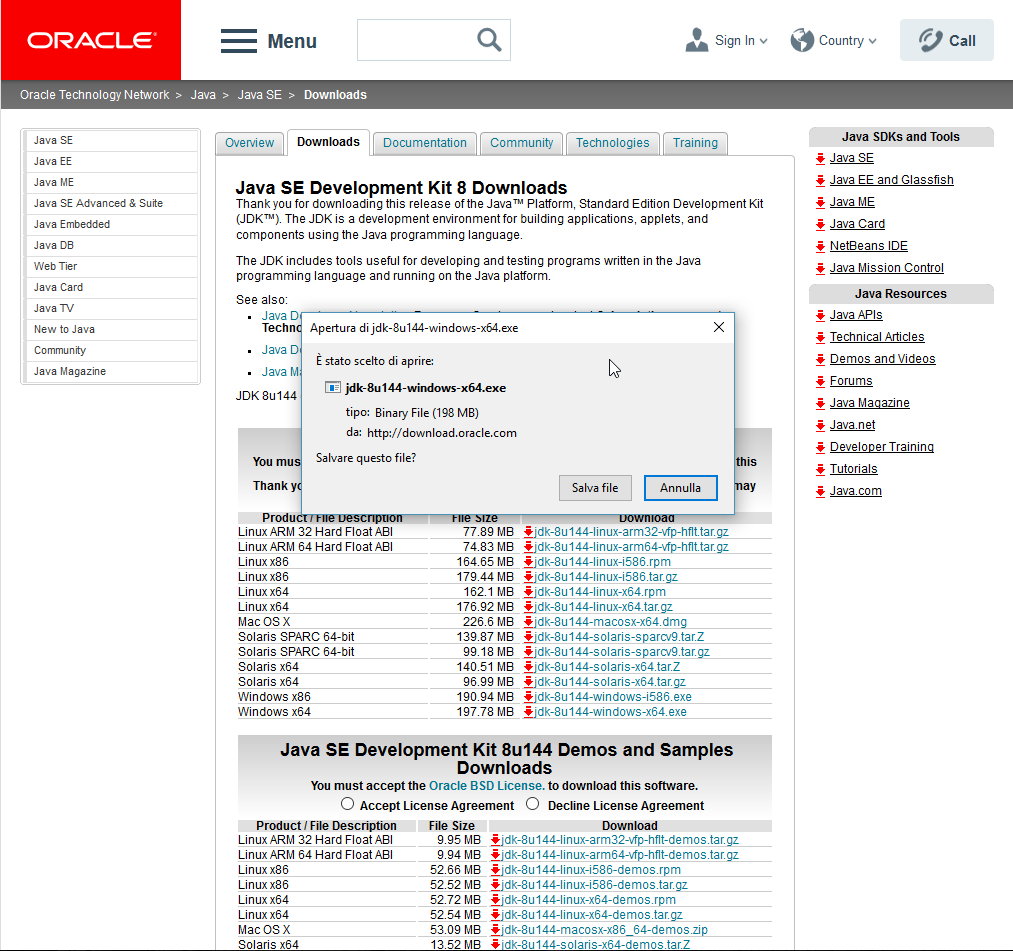 ORACLE
Menu
Sign In
Country
Call
Oracle Technology Network > Java > Java SE > Downloads
Java SE
Java EE
Java ME
Java SE Advanced & Suite
Java Embedded
Java DB
Web Tier
Java Card
Java TV
New to Java
Community
Java Magazine
Overview
Downloads
Documentation
Community
Technologies
Training
Java SE Development Kit 8 Downloads
Thank you for downloading this release of the Java™ Platform, Standard Edition Development Kit
(JDK™). The JDK is a development environment for building applications, applets, and
components using the Java programming language.
The JDK includes tools useful for developing and testing programs written in the Java
programming language and running on the Java platform.
See also:
Java
Java
Java
JDK 8u144
Apertura di jdk-8u144-windows-x64.exe
È stato scelto di aprire:
jdk-8u144-windows-x64.exe
tipo: Binary File (198 MB)
da: http://download.oracle.com
Salvare questo file?
Salva file
Annulla
You must this
Thank may
Product / File Description File Size Download
Linux ARM 32 Hard Float ABI 77.89 MB jdk-8u144-linux-arm32-vfp-hflt.tar.gz
Linux ARM 64 Hard Float ABI 74.83 MB jdk-8u144-linux-arm64-vfp-hflt.tar.gz
Linux x86 164.65 MB jdk-8u144-linux-i586.rpm
Linux x86 179.44 MB jdk-8u144-linux-i586.tar.gz
Linux x64 162.1 MB jdk-8u144-linux-x64.rpm
Linux x64 176.92 MB jdk-8u144-linux-x64.tar.gz
Mac OS X 226.6 MB jdk-8u144-macosx-x64.dmg
Solaris SPARC 64-bit 139.87 MB jdk-8u144-solaris-sparcv9.tar.Z
Solaris SPARC 64-bit 99.18 MB jdk-8u144-solaris-sparcv9.tar.gz
Solaris x64 140.51 MB jdk-8u144-solaris-x64.tar.Z
Solaris x64 96.99 MB jdk-8u144-solaris-x64.tar.gz
Windows x86 190.94 MB jdk-8u144-windows-i586.exe
Windows x64 197.78 MB jdk-8u144-windows-x64.exe
Java SE Development Kit 8u144 Demos and Samples
Downloads
You must accept the Oracle BSD License. to download this software.
Accept License Agreement Decline License Agreement
Product / File Description File Size Download
Linux ARM 32 Hard Float ABI 9.95 MB jdk-8u144-linux-arm32-vfp-hflt-demos.tar.gz
Linux ARM 64 Hard Float ABI 9.94 MB jdk-8u144-linux-arm64-vfp-hflt-demos.tar.gz
Linux x86 52.66 MB jdk-8u144-linux-i586-demos.rpm
Linux x86 52.52 MB jdk-8u144-linux-i586-demos.tar.gz
Linux x64 52.72 MB jdk-8u144-linux-x64-demos.rpm
Linux x64 52.54 MB jdk-8u144-linux-x64-demos.tar.gz
Mac OS X 53.09 MB jdk-8u144-macosx-x86_64-demos.zip
Solaris x64 13.52 MB jdk-8u144-solaris-x64-demos.tar.Z
Java SDKs and Tools
Java SE
Java EE and Glassfish
Java ME
Java Card
NetBeans IDE
Java Mission Control
Java Resources
Java APIs
Technical Articles
Demos and Videos
Forums
Java Magazine
Java.net
Developer Training
Tutorials
Java.com